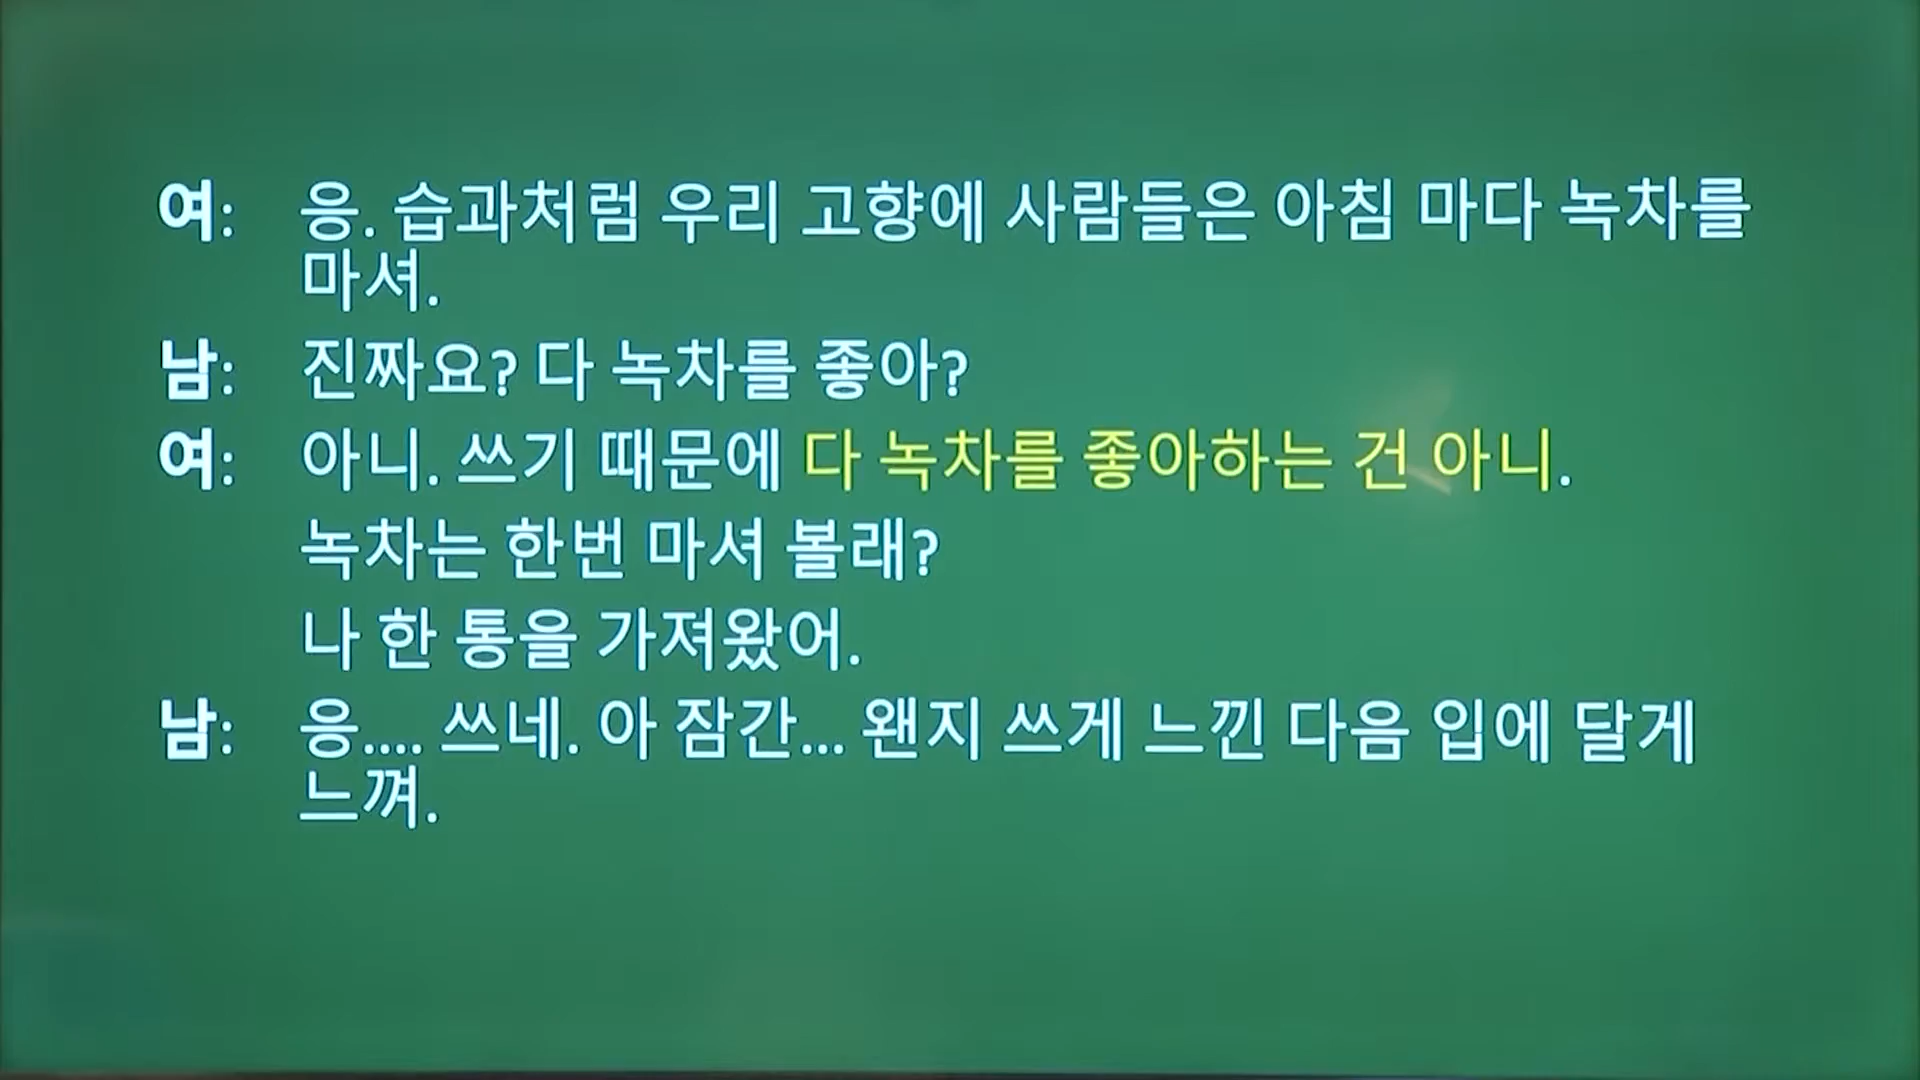 여: 응. 습과처럼 우리 고향에 사람들은 아침 마다 녹차를
마셔.
남: 진짜요? 다 녹차를 좋아?
여: 아니. 쓰기 때문에 다 녹차를 좋아하는 건 아니.
녹차는 한번 마셔 볼래?
나 한 통을 가져왔어.
남: 응.... 쓰네. 아 잠간... 왠지 쓰게 느낀 다음 입에 달게
느껴.